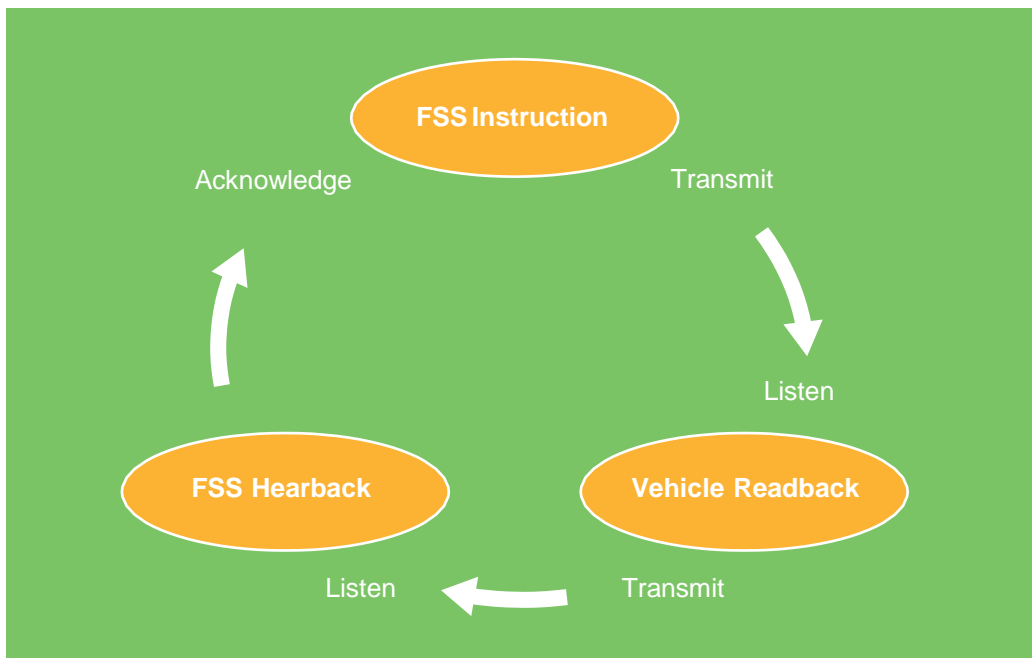 FSS Instruction
Acknowledge
Transmit
Listen
FSS Hearback
Vehicle Readback
Listen
Transmit